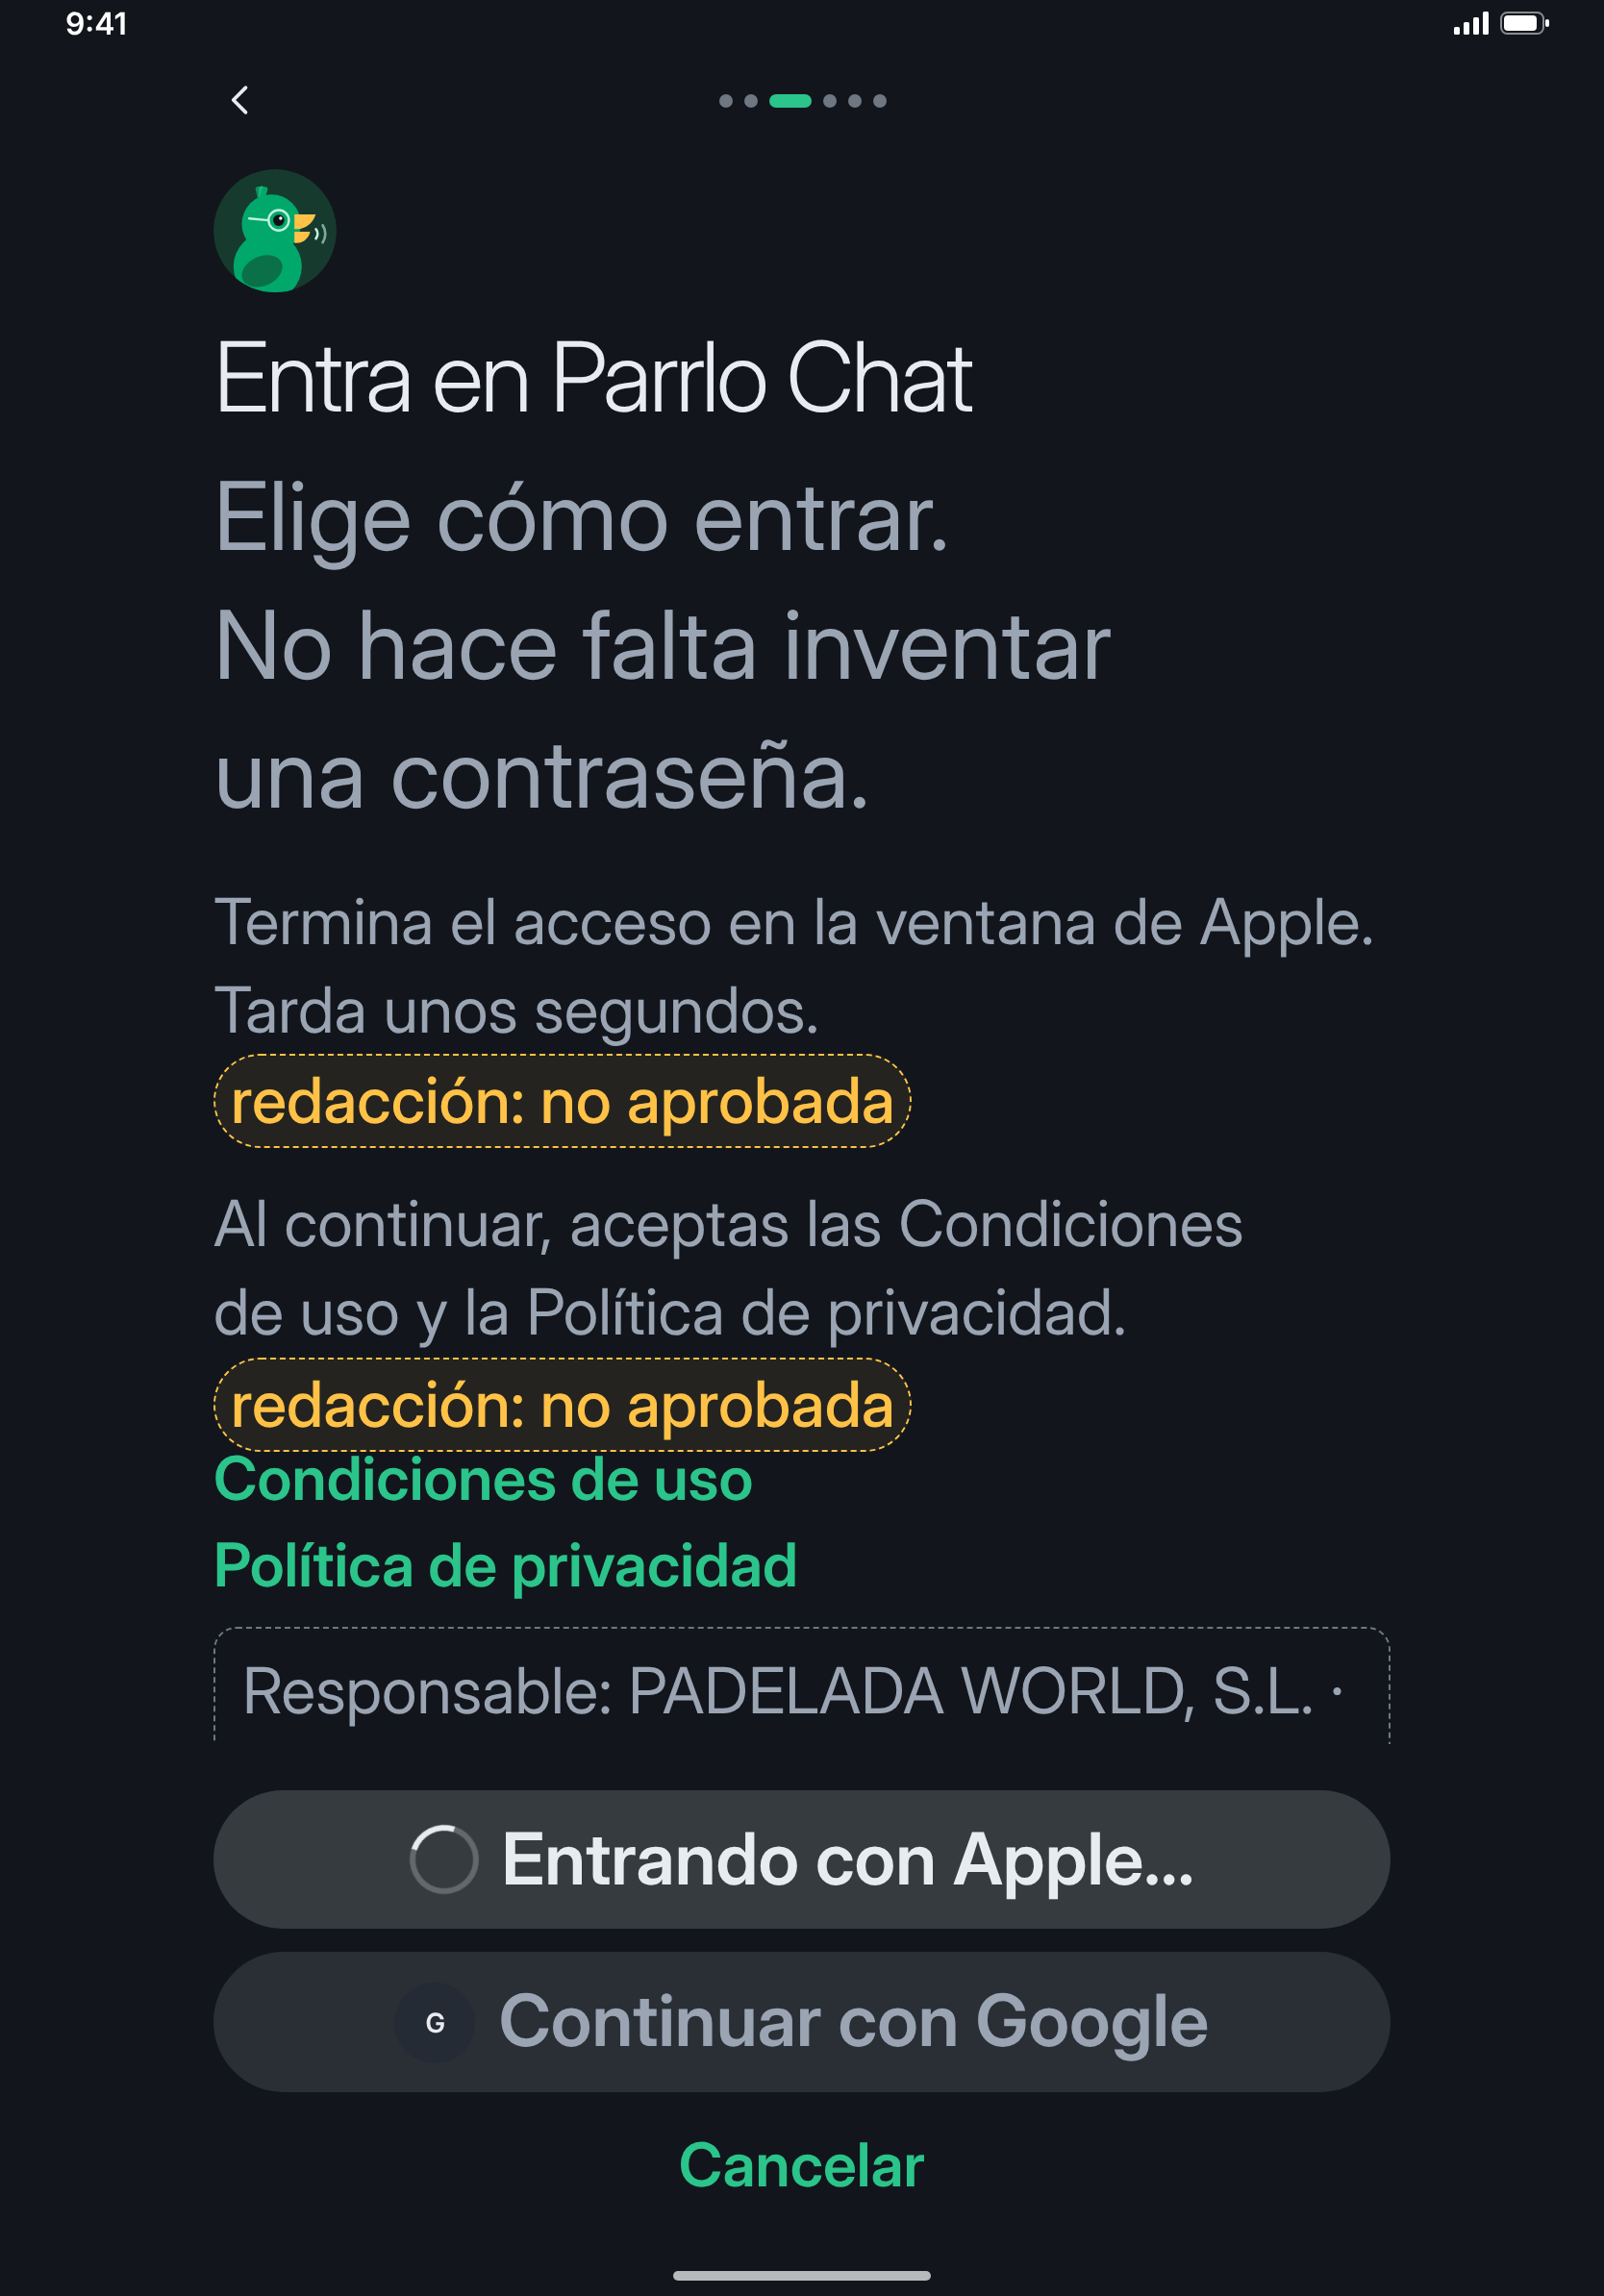 9:41
Entra en Parrlo Chat
Elige cómo entrar.
No hace falta inventar
una contraseña.
Termina el acceso en la ventana de Apple.
Tarda unos segundos.
redacción: no aprobada
Al continuar, aceptas las Condiciones
de uso y la Política de privacidad.
redacción: no aprobada
Condiciones de uso
Política de privacidad
Responsable: PADELADA WORLD, S.L. ·
Entrando con Apple...
G Continuar con Google
Cancelar